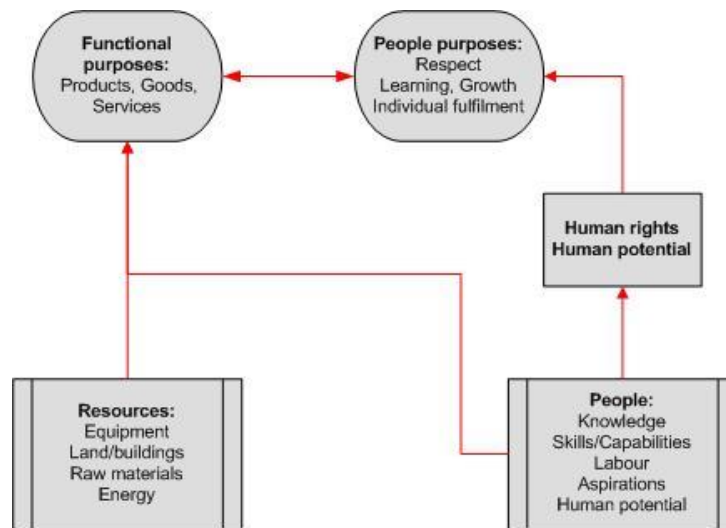 Functional
purposes:
Products, Goods,
Services
People purposes:
Respect
Learning, Growth
Individual fulfilment
Human rights
Human potential
Resources:
Equipment
Land/buildings
Raw materials
Energy
People:
Knowledge
Skills/Capabilities
Labour
Aspirations
Human potential